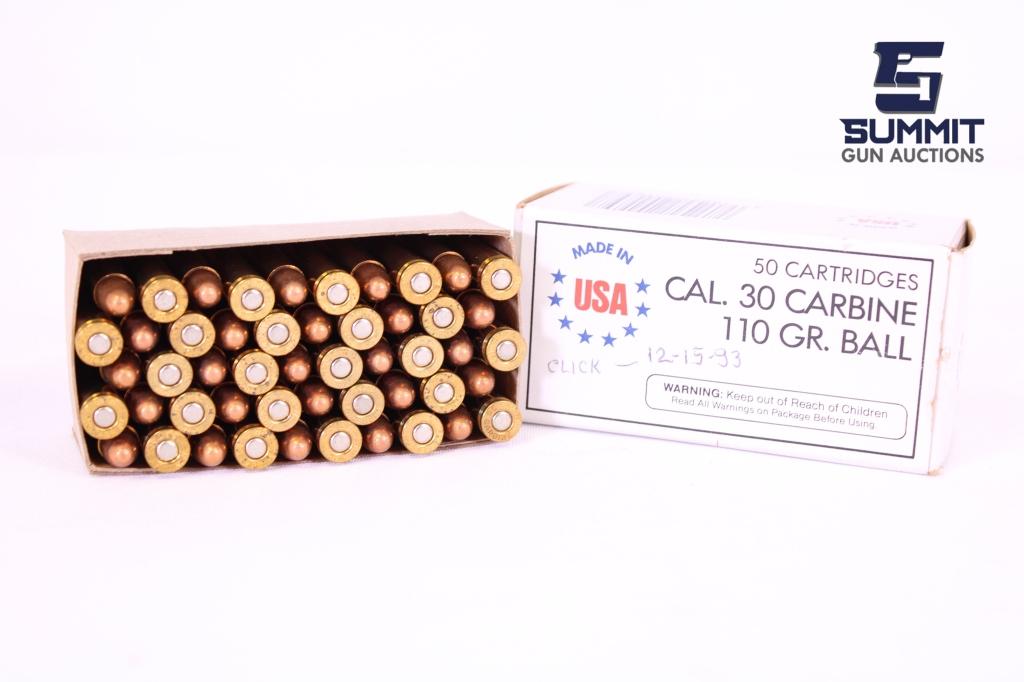 SUMMIT
GUN AUCTIONS
MADE IN
USA
50 CARTRIDGES
CAL. 30 CARBINE
110 GR. BALL
CLICK — 12-15-93
WARNING: Keep out of Reach of Children
Read All Warnings on Package Before Using.